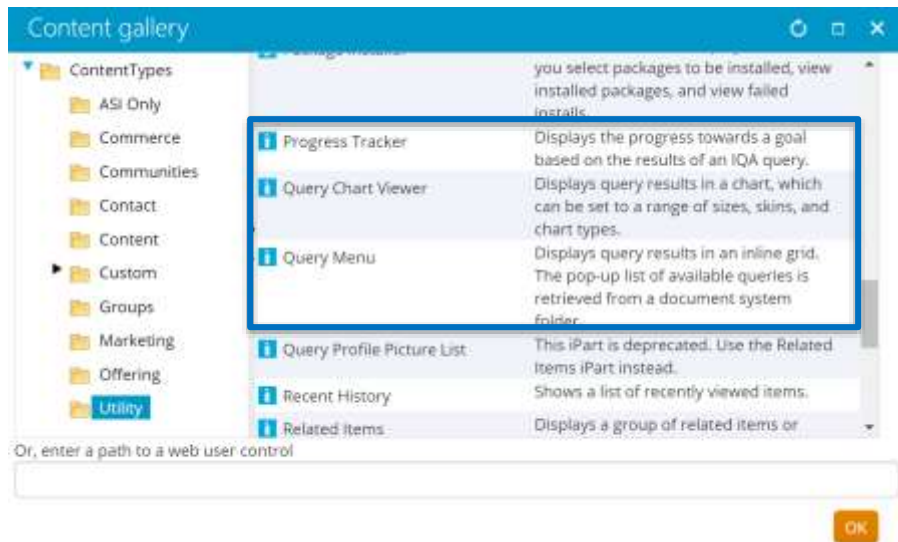 Content gallery
ContentTypes
ASI Only
Commerce
Communities
Contact
Content
Custom
Groups
Marketing
Offering
Utility
you select packages to be installed, view
installed packages, and view failed
installs.
Progress Tracker
Displays the progress towards a goal
based on the results of an IQA query.
Query Chart Viewer
Displays query results in a chart, which
can be set to a range of sizes, skins, and
chart types.
Query Menu
Displays query results in an inline grid.
The pop-up list of available queries is
retrieved from a document system
folder.
Query Profile Picture List
This iPart is deprecated. Use the Related
Items iPart instead.
Recent History
Shows a list of recently viewed items.
Related Items
Displays a group of related items or
Or, enter a path to a web user control
OK